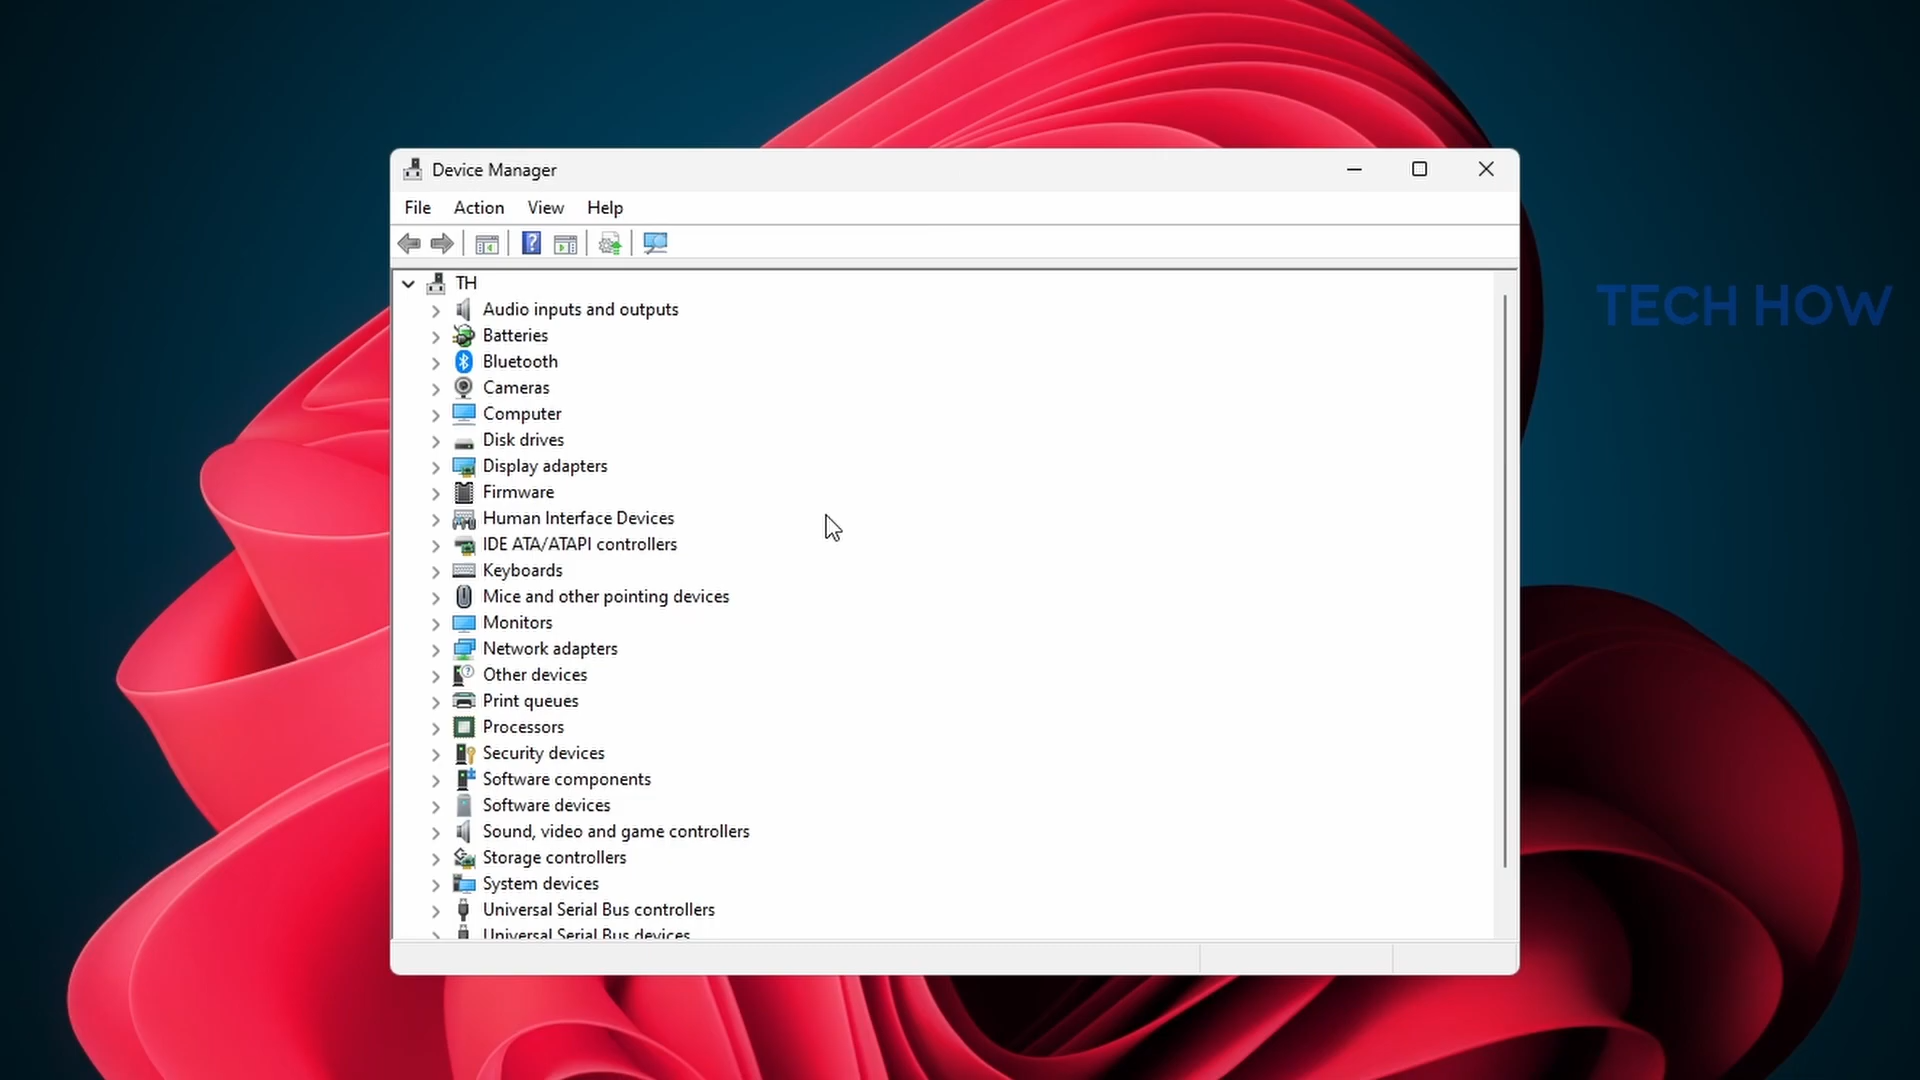 Device Manager
File Action View Help
TH
Audio inputs and outputs
Batteries
Bluetooth
Cameras
Computer
Disk drives
Display adapters
Firmware
Human Interface Devices
IDE ATA/ATAPI controllers
Keyboards
Mice and other pointing devices
Monitors
Network adapters
Other devices
Print queues
Processors
Security devices
Software components
Software devices
Sound, video and game controllers
Storage controllers
System devices
Universal Serial Bus controllers
Universal Serial Bus devices
TECH HOW